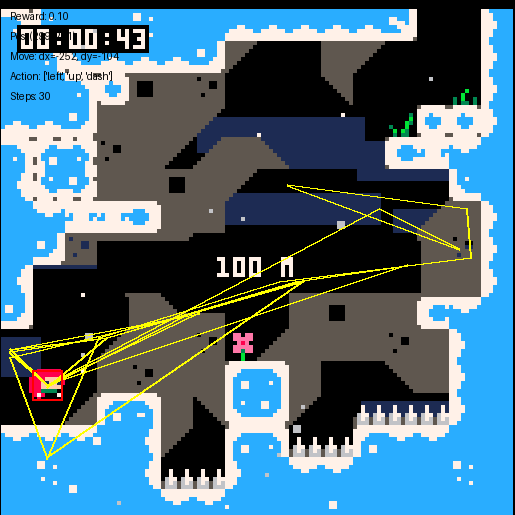 Reward: 0.10
00:00:43
Move: dx=-252, dy=-104
Action: ['left', 'up', 'dash']
Steps: 30
100 M